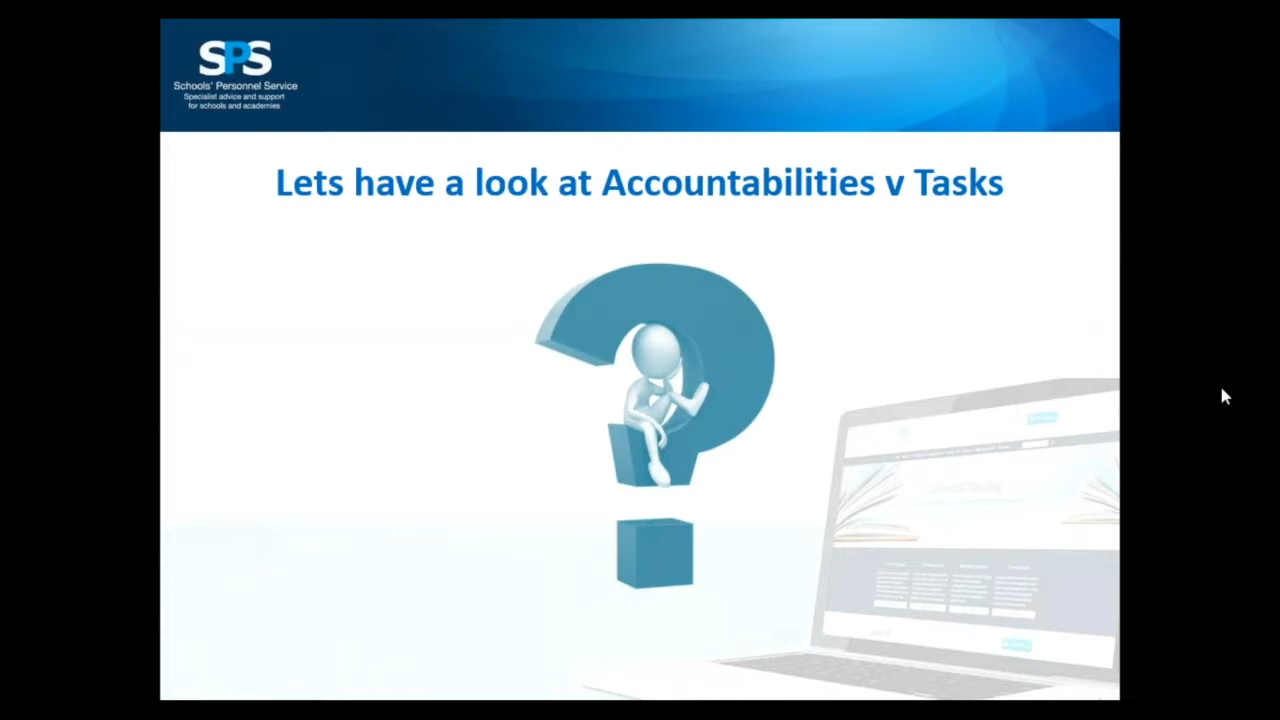 SPS
Schools' Personnel Service
Specialist advice and support
for schools and academies
Lets have a look at Accountabilities v Tasks